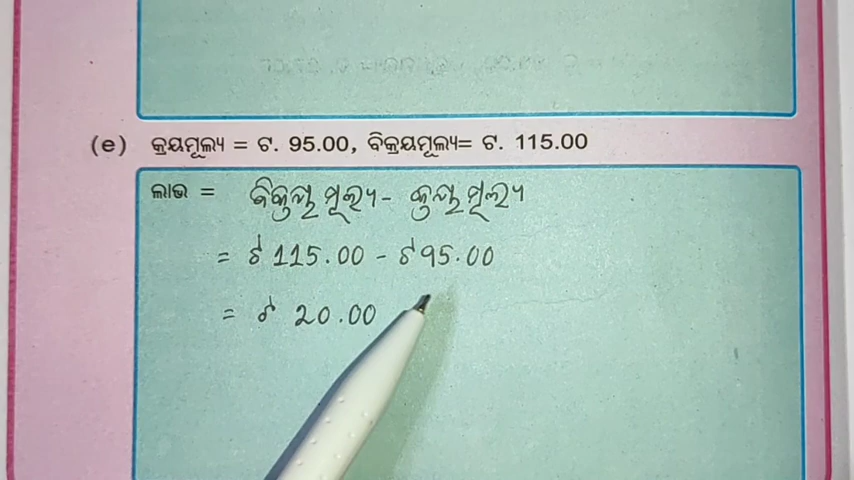 (e) କ୍ରୟମୂଲ୍ୟ = ଟ. 95.00, ବିକ୍ରୟମୂଲ୍ୟ= ଟ. 115.00
ଲାଭ = ବିକ୍ରୟ ମୂଲ୍ୟ - କ୍ରୟ ମୂଲ୍ୟ
= ଟ 115.00 - ଟ 95.00
= ଟ 20.00